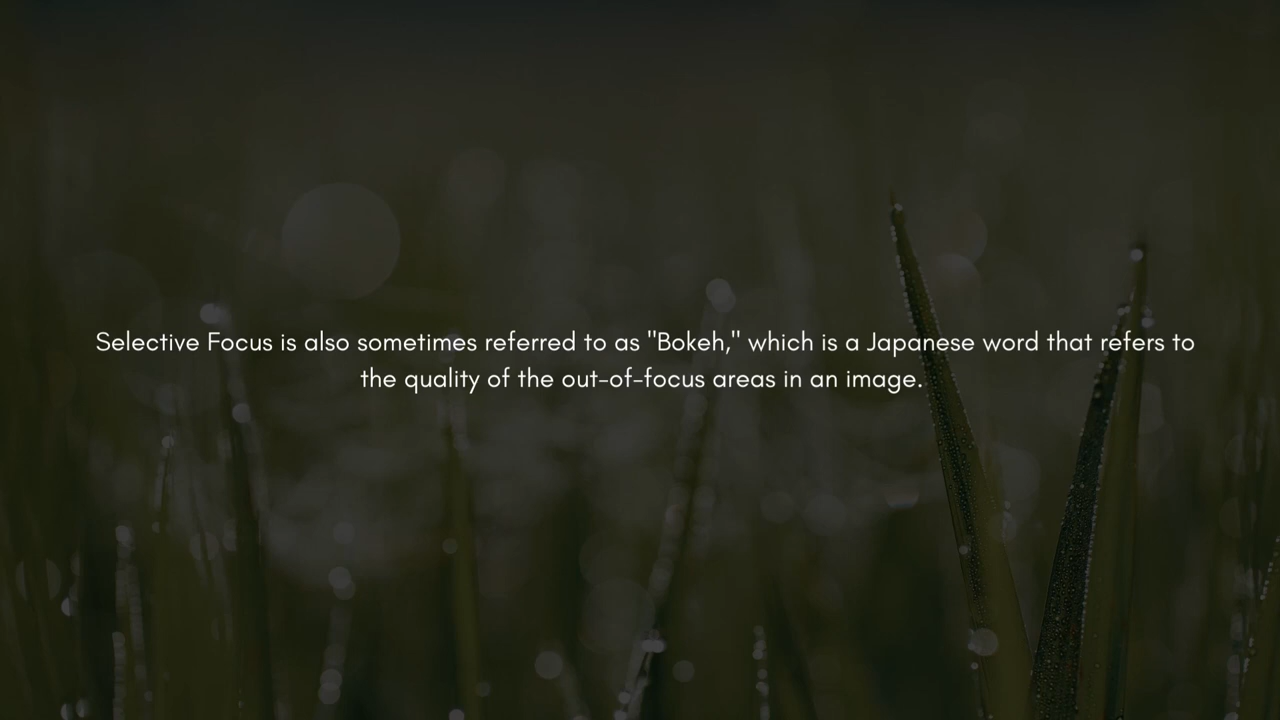 Selective Focus is also sometimes referred to as "Bokeh," which is a Japanese word that refers to
the quality of the out-of-focus areas in an image.